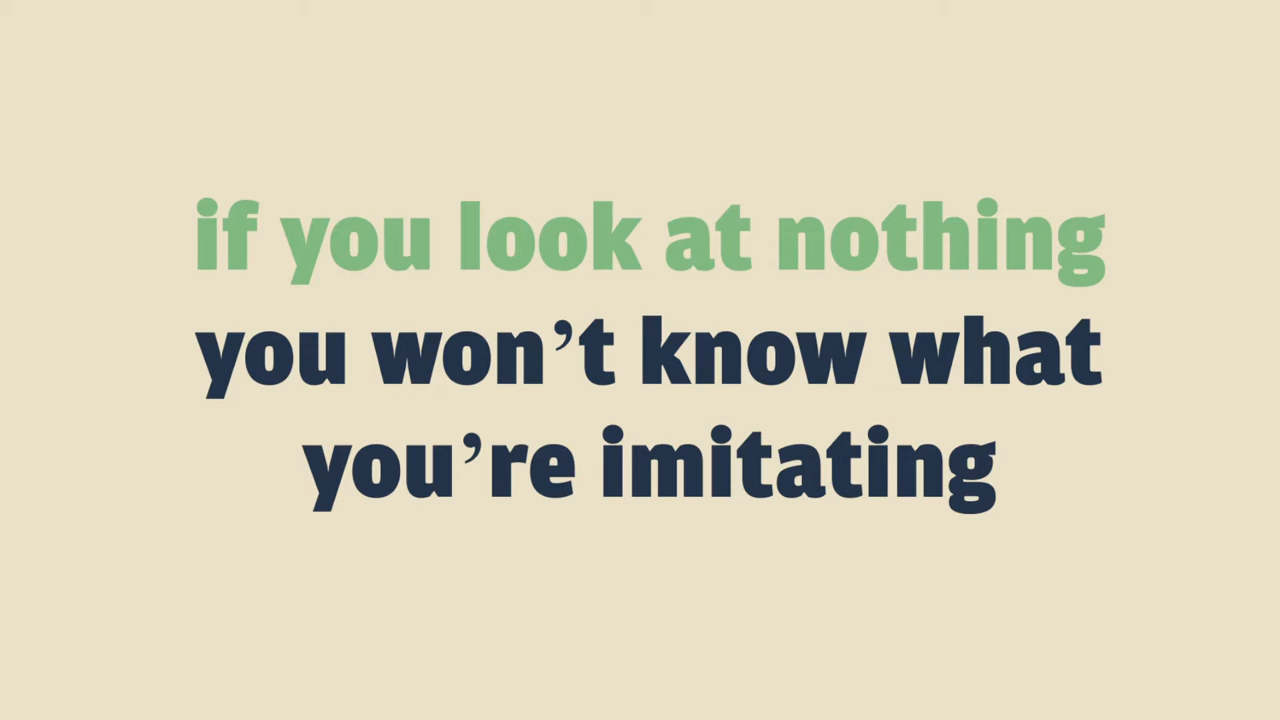 if you look at nothing
you won’t know what
you’re imitating